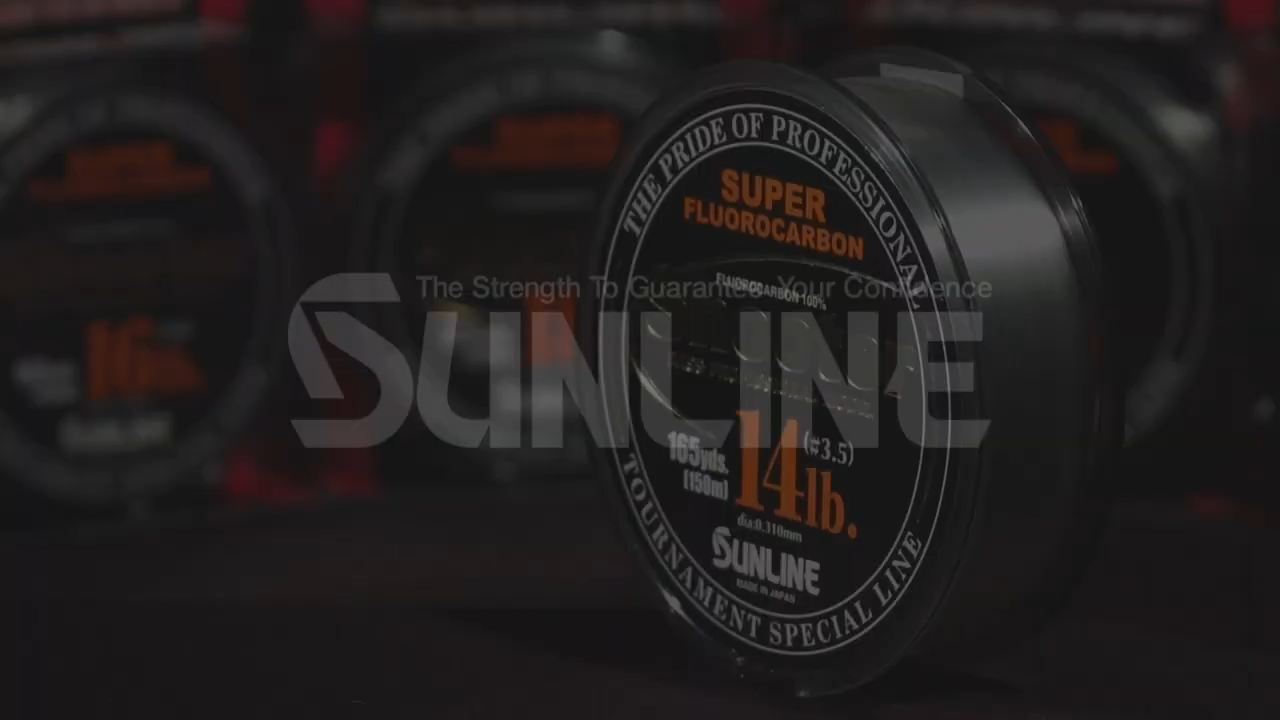 THE PRIDE OF PROFESSIONAL
SUPER
FLUOROCARBON
FLUOROCARBON 100%
The Strength To Guarantee Your Confidence
SUNLINE
165yds.
(150m)
14lb.
(#3.5)
dia:0.310mm
SUNLINE
MADE IN JAPAN
TOURNAMENT SPECIAL LINE
16lb.